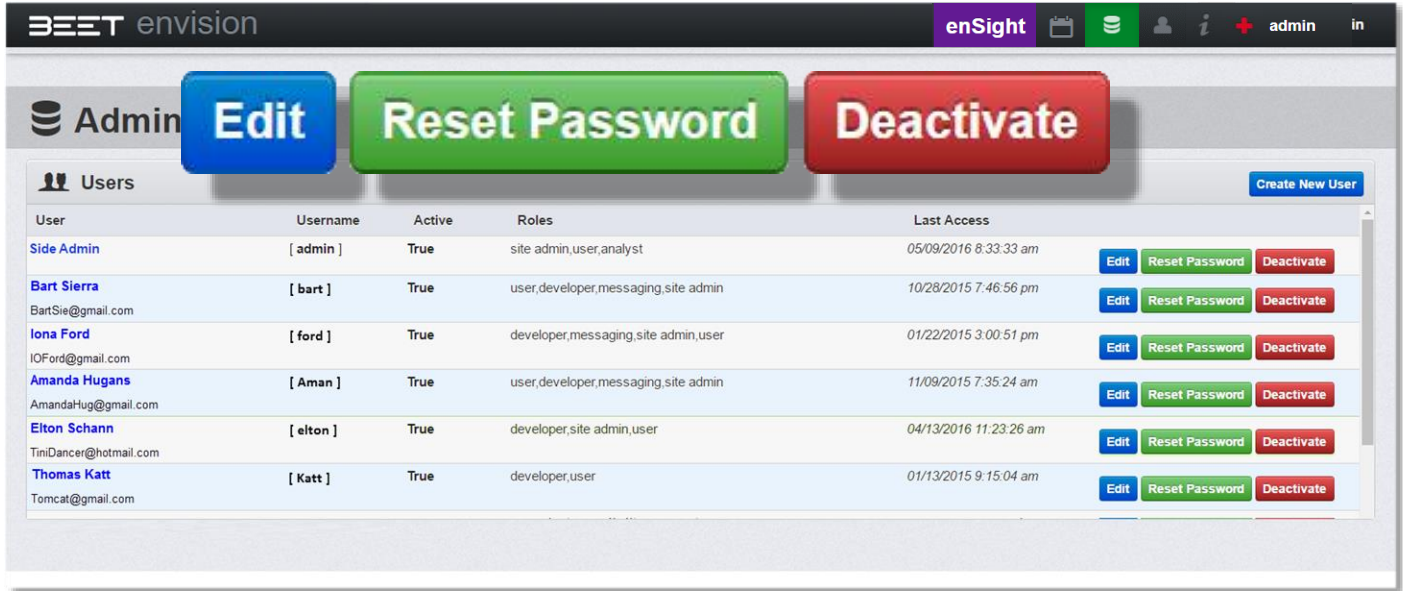 BEET envision enSight i admin in
Admin Edit Reset Password Deactivate
Users Create New User
User Username Active Roles Last Access
Side Admin [ admin ] True site admin,user,analyst 05/09/2016 8:33:33 am Edit Reset Password Deactivate
Bart Sierra [ bart ] True user,developer,messaging,site admin 10/28/2015 7:46:56 pm Edit Reset Password Deactivate
BartSie@gmail.com
Iona Ford [ ford ] True developer,messaging,site admin,user 01/22/2015 3:00:51 pm Edit Reset Password Deactivate
IOFord@gmail.com
Amanda Hugans [ Aman ] True user,developer,messaging,site admin 11/09/2015 7:35:24 am Edit Reset Password Deactivate
AmandaHug@gmail.com
Elton Schann [ elton ] True developer,site admin,user 04/13/2016 11:23:26 am Edit Reset Password Deactivate
TiniDancer@hotmail.com
Thomas Katt [ Katt ] True developer,user 01/13/2015 9:15:04 am Edit Reset Password Deactivate
Tomcat@gmail.com